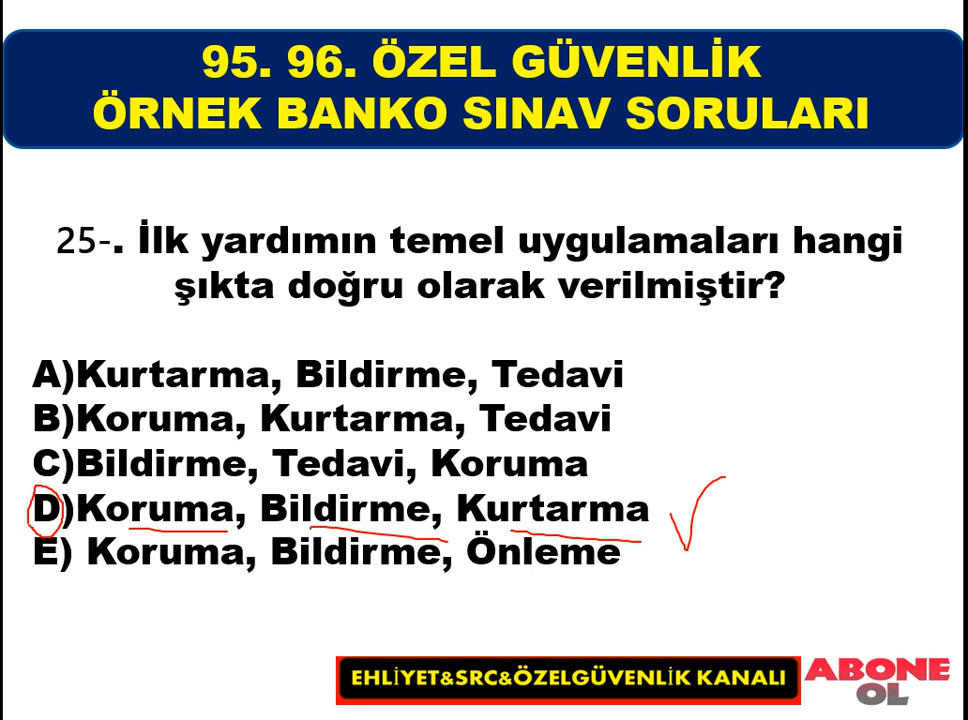 95. 96. ÖZEL GÜVENLİK
ÖRNEK BANKO SINAV SORULARI
25-. İlk yardımın temel uygulamaları hangi
şıkta doğru olarak verilmiştir?
A)Kurtarma, Bildirme, Tedavi
B)Koruma, Kurtarma, Tedavi
C)Bildirme, Tedavi, Koruma
D)Koruma, Bildirme, Kurtarma
E) Koruma, Bildirme, Önleme
EHLİYET&SRC&ÖZELGÜVENLİK KANALI
ABONE
OL